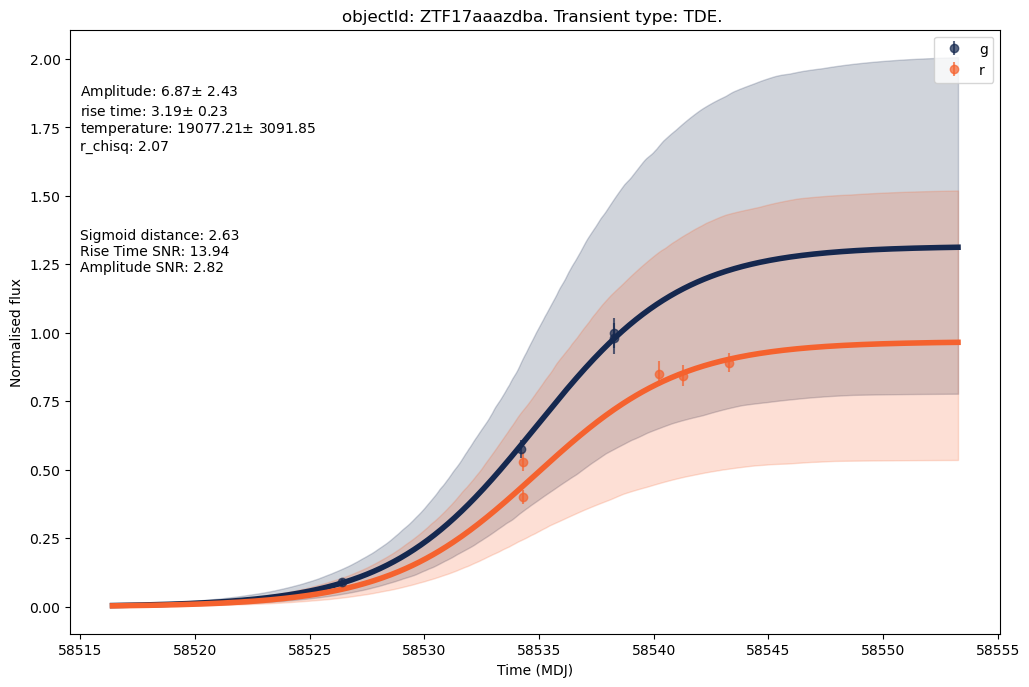 objectId: ZTF17aaazdba. Transient type: TDE.
g
r
Amplitude: 6.87± 2.43
rise time: 3.19± 0.23
temperature: 19077.21± 3091.85
r_chisq: 2.07
Sigmoid distance: 2.63
Rise Time SNR: 13.94
Amplitude SNR: 2.82
Normalised flux
2.00
1.75
1.50
1.25
1.00
0.75
0.50
0.25
0.00
58515 58520 58525 58530 58535 58540 58545 58550 58555
Time (MDJ)